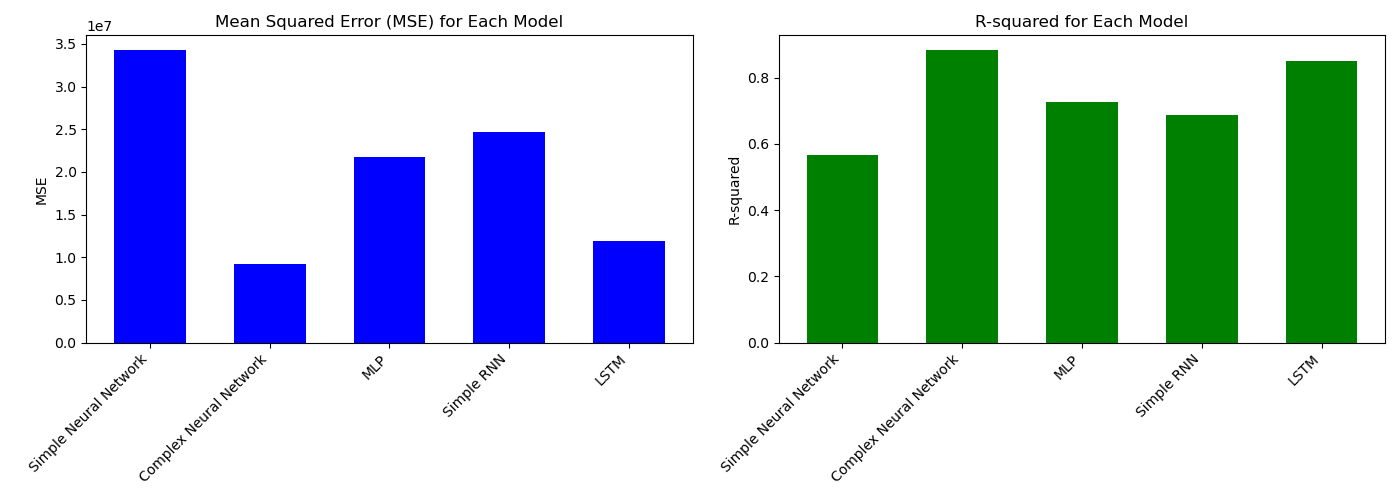 Mean Squared Error (MSE) for Each Model
1e7
3.5
3.0
2.5
2.0
1.5
1.0
0.5
0.0
MSE
Simple Neural Network
Complex Neural Network
MLP
Simple RNN
LSTM
R-squared for Each Model
0.8
0.6
0.4
0.2
0.0
R-squared
Simple Neural Network
Complex Neural Network
MLP
Simple RNN
LSTM